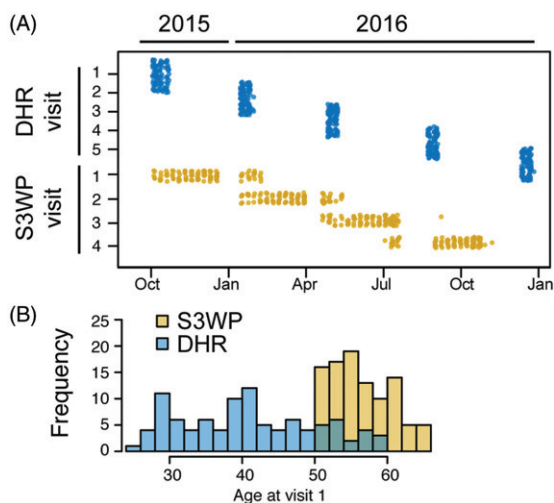 (A)
2015 2016
DHR visit
1
2
3
4
5
S3WP visit
1
2
3
4
Oct Jan Apr Jul Oct Jan
(B)
Frequency
25
20
15
10
5
0
S3WP
DHR
30 40 50 60
Age at visit 1